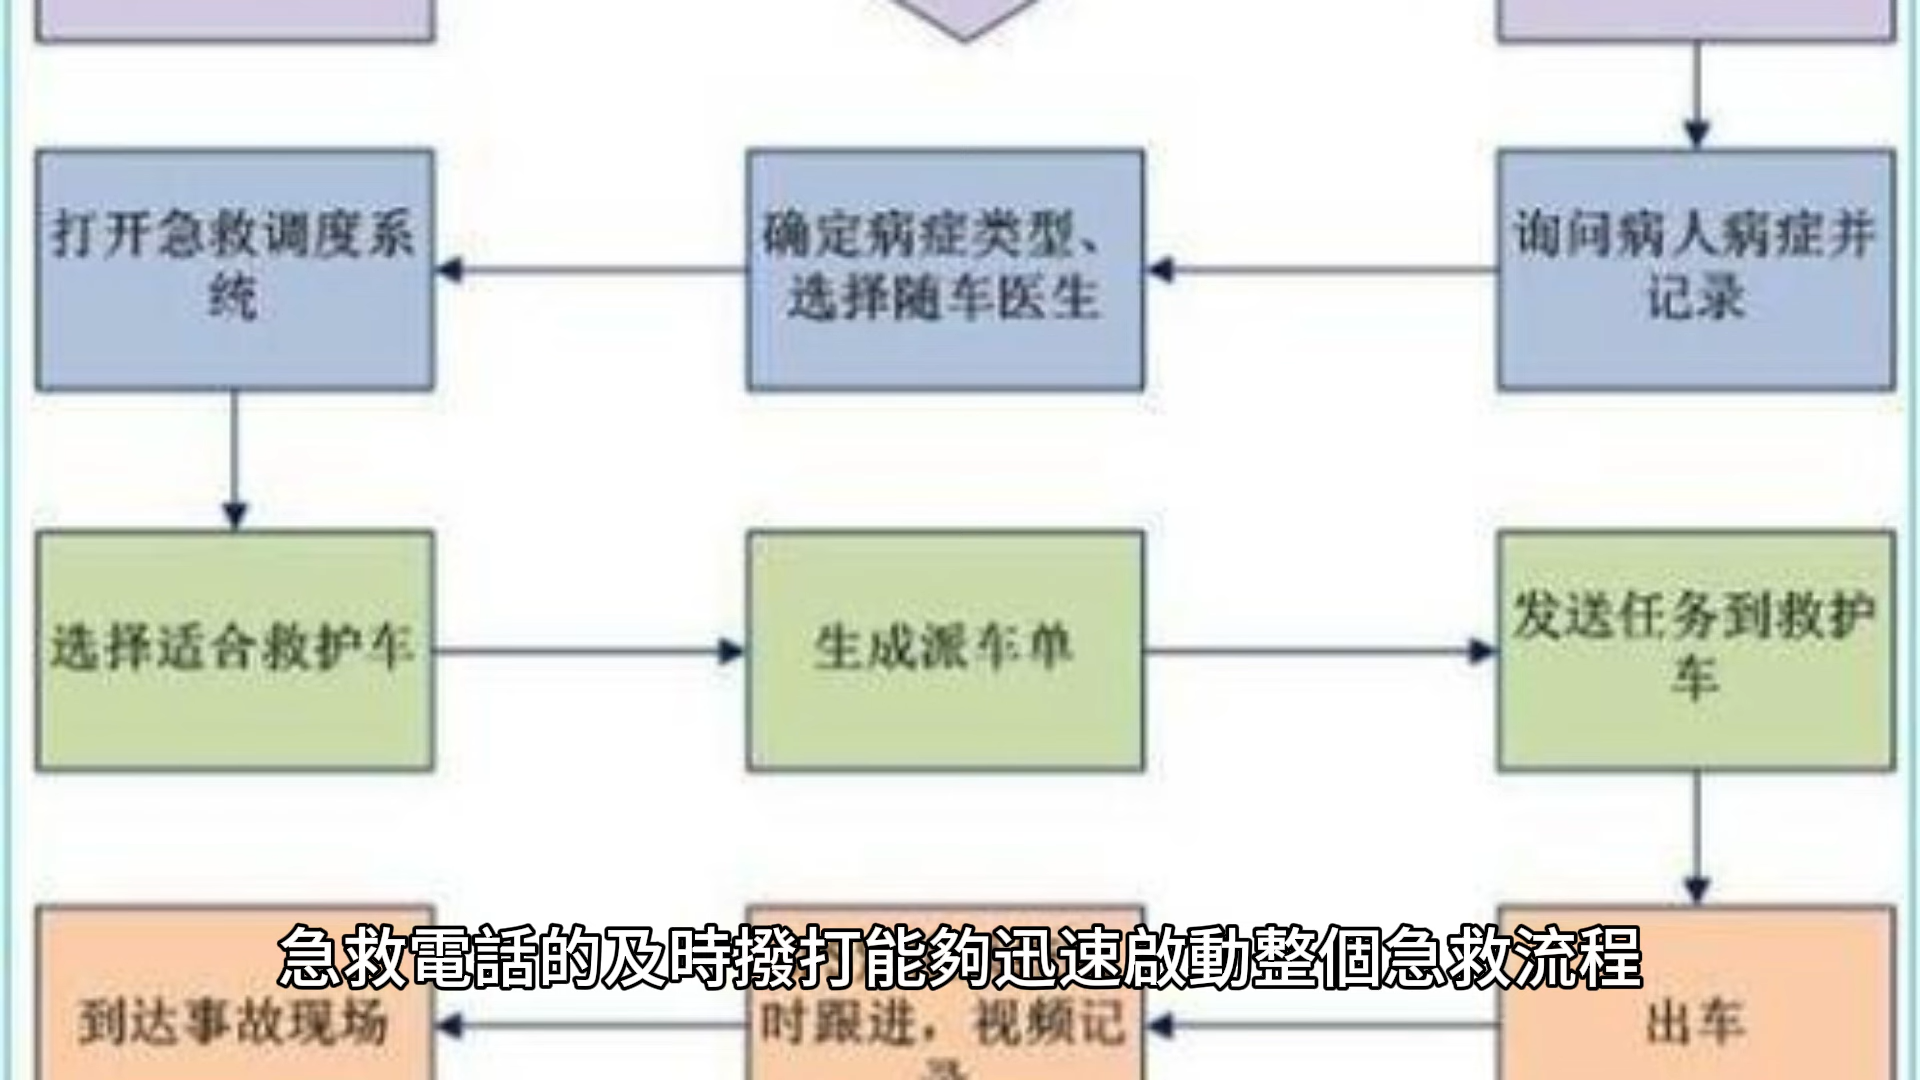 打开急救调度系
统
确定病症类型、
选择随车医生
询问病人病症并
记录
选择适合救护车
生成派车单
发送任务到救护
车
急救電話的及時撥打能夠迅速啟動整個急救流程
到达事故现场
时跟进，视频记
出车